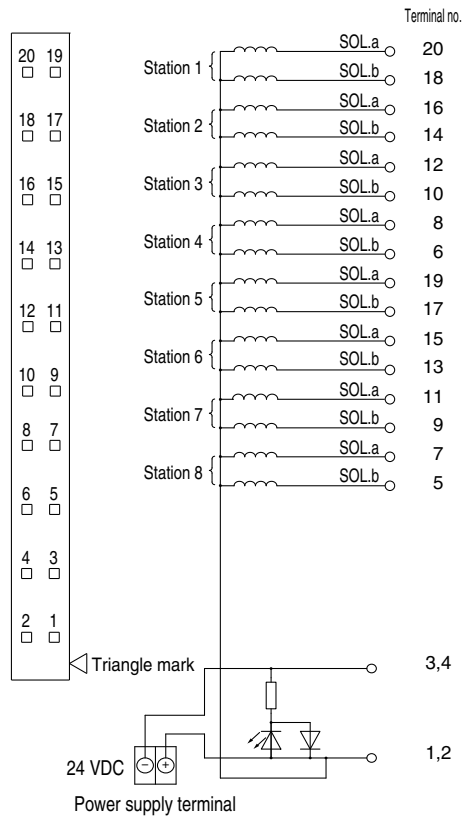 Terminal no.
20 19
18 17
16 15
14 13
12 11
10 9
8 7
6 5
4 3
2 1
Triangle mark
Station 1
SOL.a 20
SOL.b 18
Station 2
SOL.a 16
SOL.b 14
Station 3
SOL.a 12
SOL.b 10
Station 4
SOL.a 8
SOL.b 6
Station 5
SOL.a 19
SOL.b 17
Station 6
SOL.a 15
SOL.b 13
Station 7
SOL.a 11
SOL.b 9
Station 8
SOL.a 7
SOL.b 5
3,4
1,2
24 VDC − +
Power supply terminal